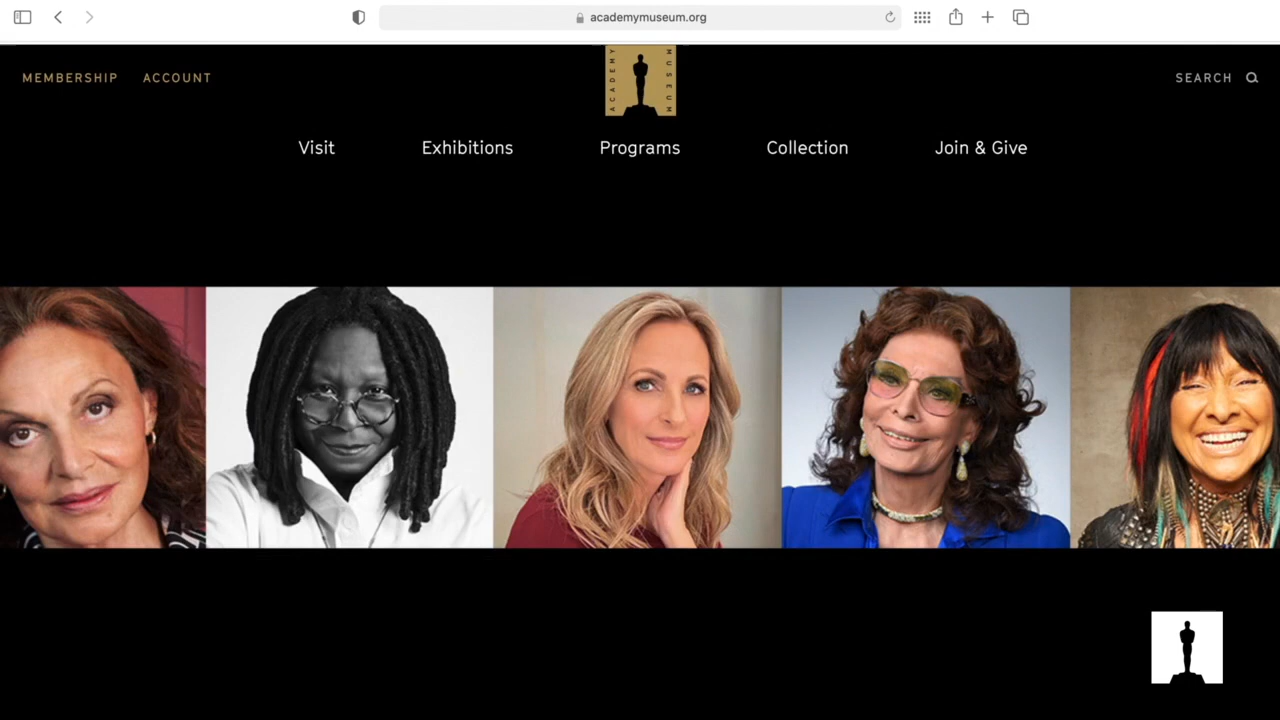 academymuseum.org
MEMBERSHIP ACCOUNT
ACADEMY MUSEUM
SEARCH
Visit Exhibitions Programs Collection Join & Give